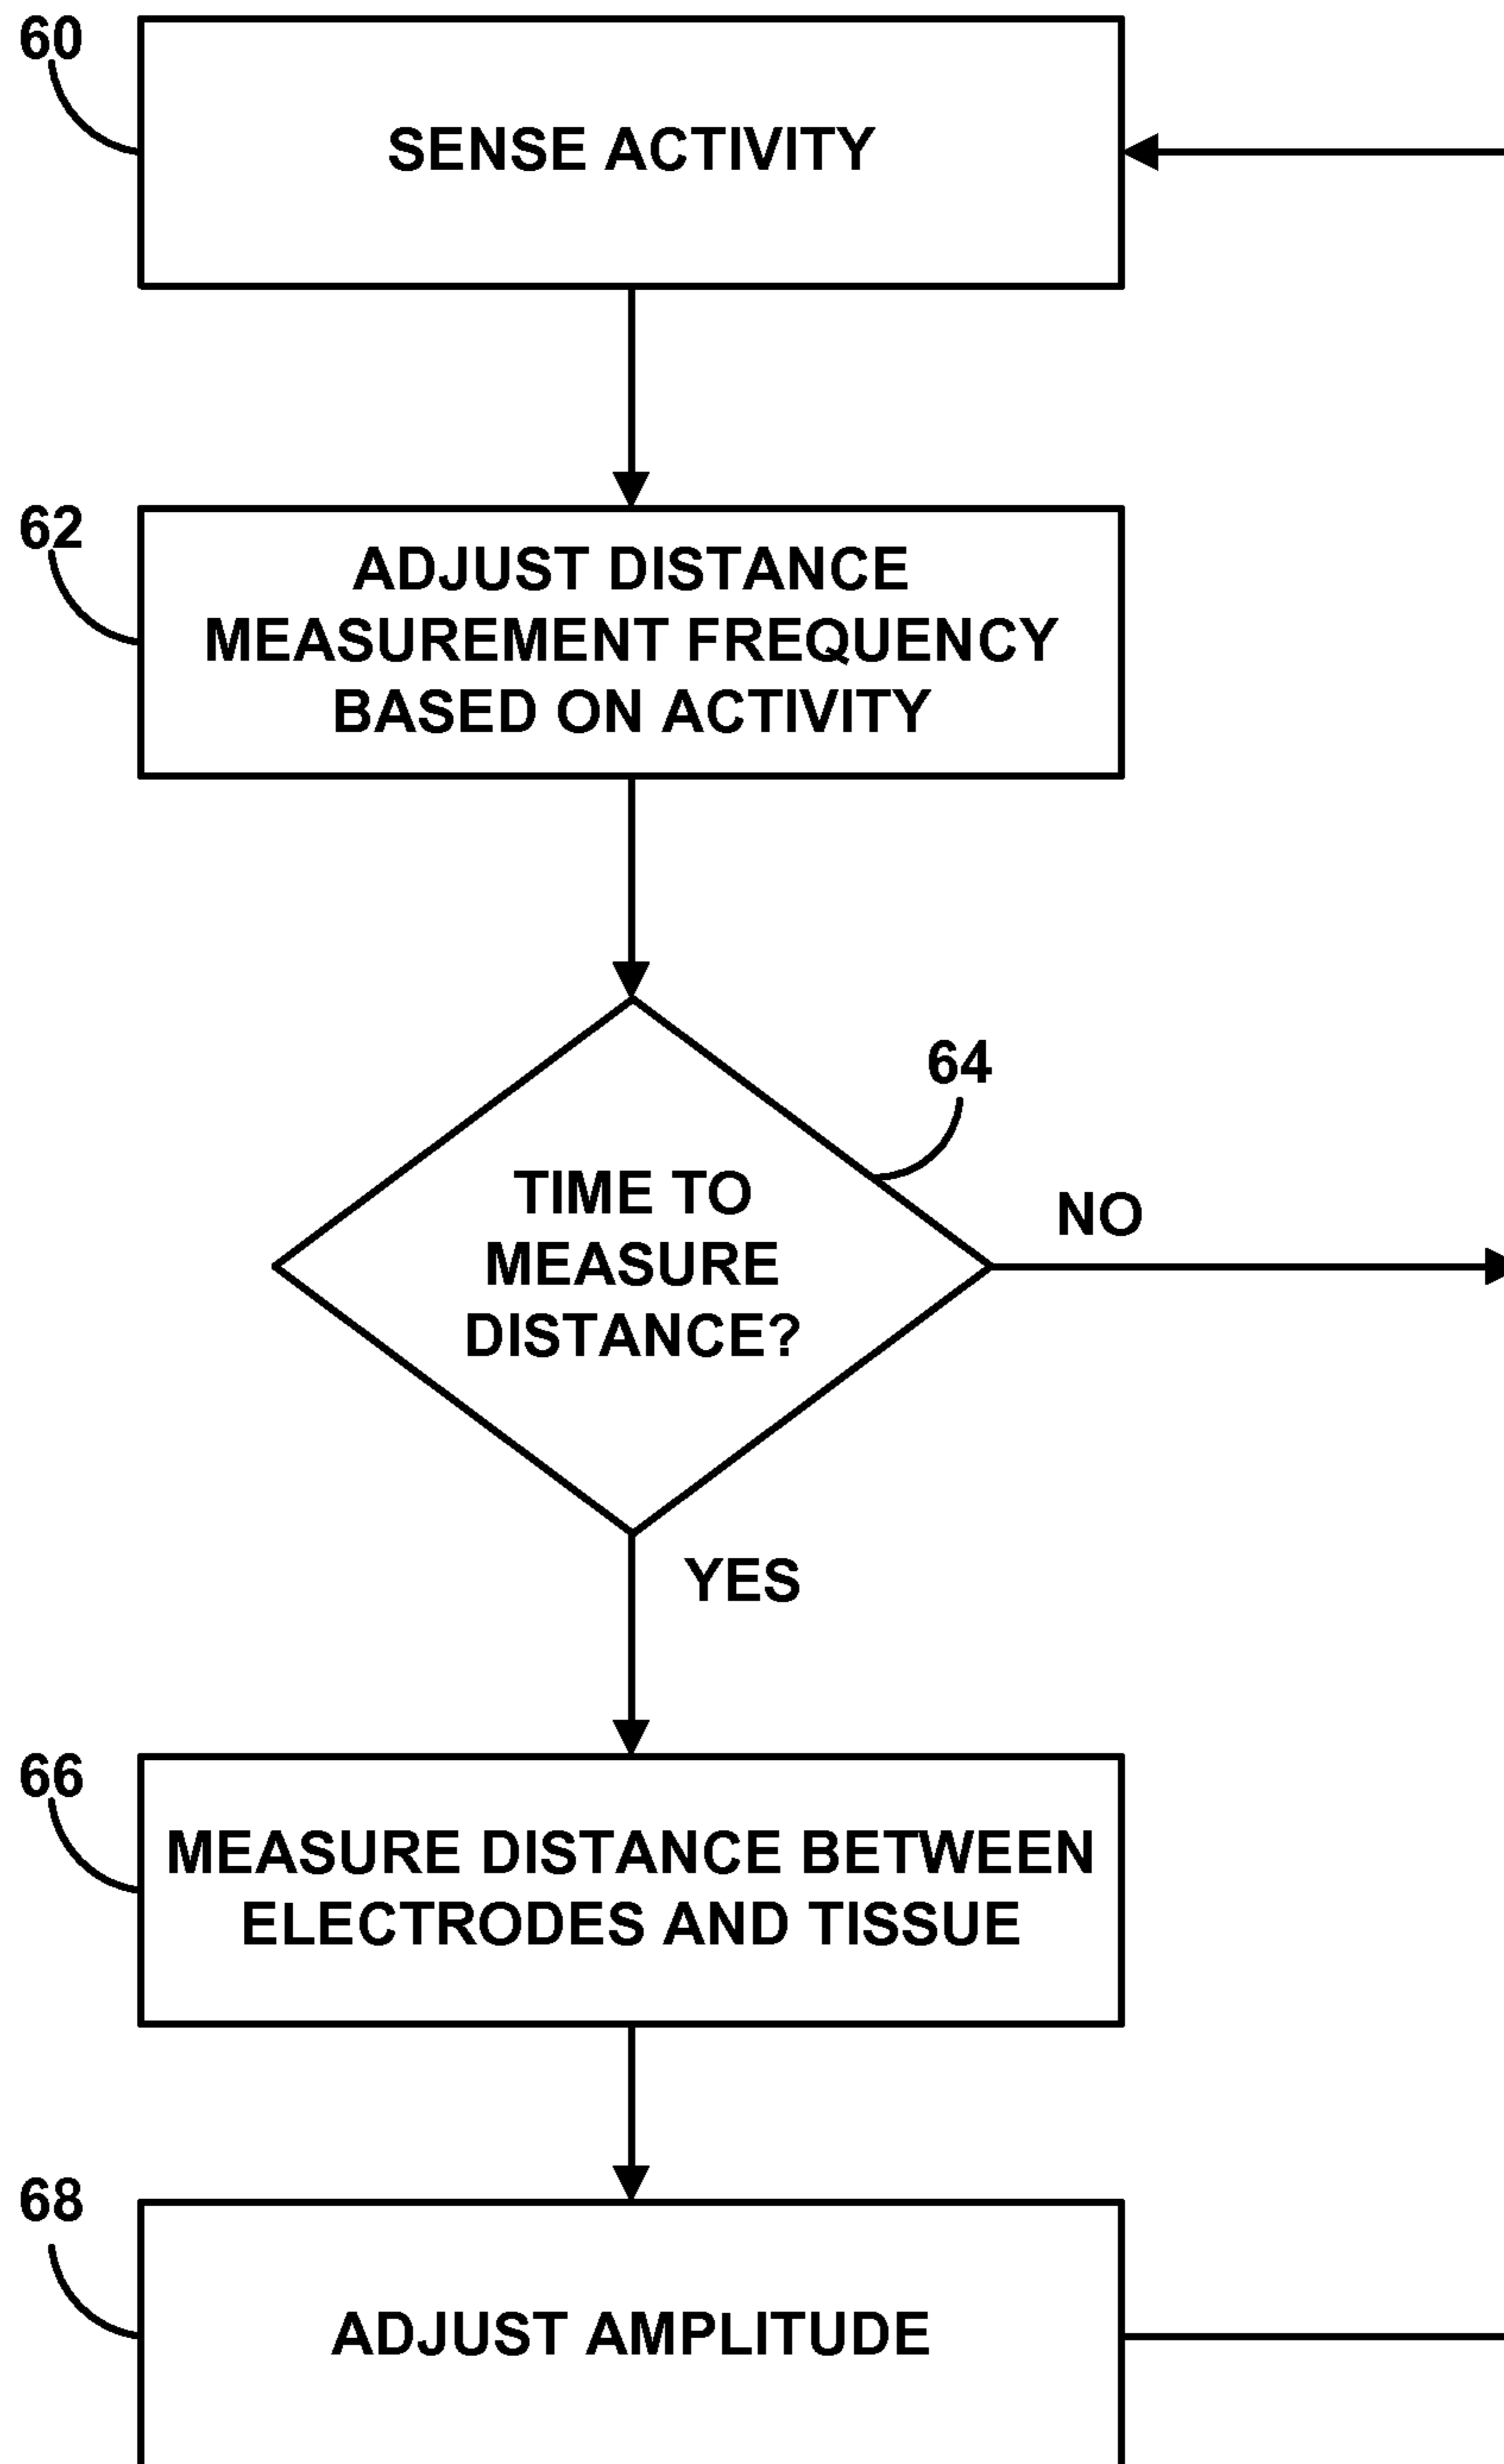 60
SENSE ACTIVITY
62
ADJUST DISTANCE
MEASUREMENT FREQUENCY
BASED ON ACTIVITY
64
TIME TO
MEASURE
DISTANCE?
NO
YES
66
MEASURE DISTANCE BETWEEN
ELECTRODES AND TISSUE
68
ADJUST AMPLITUDE